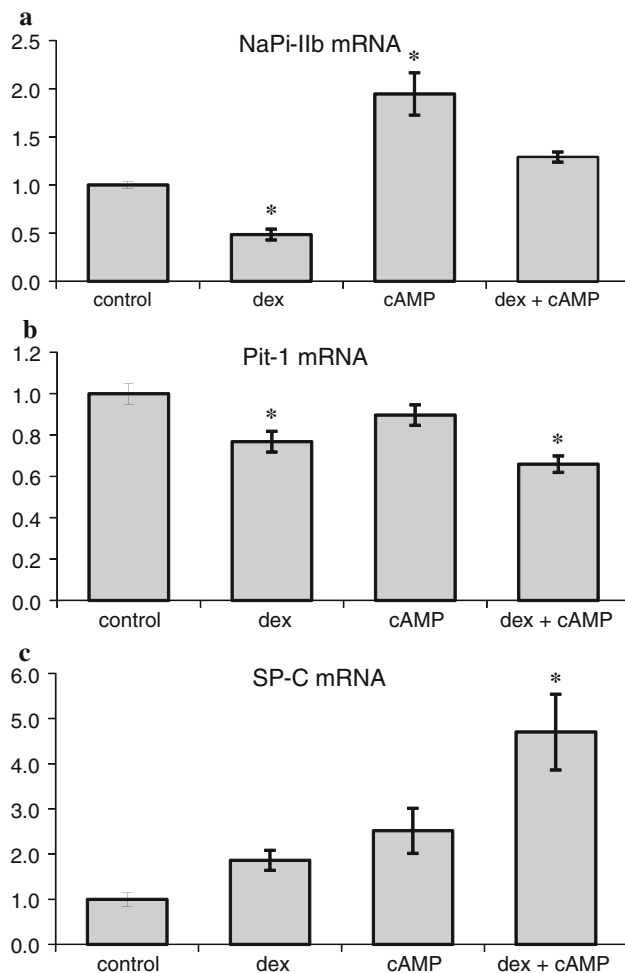 a
NaPi-IIb mRNA
2.5
2.0
1.5
1.0
0.5
0.0
*
*
control dex cAMP dex + cAMP
b
Pit-1 mRNA
1.2
1.0
0.8
0.6
0.4
0.2
0.0
*
*
control dex cAMP dex + cAMP
c
SP-C mRNA
6.0
5.0
4.0
3.0
2.0
1.0
0.0
*
control dex cAMP dex + cAMP